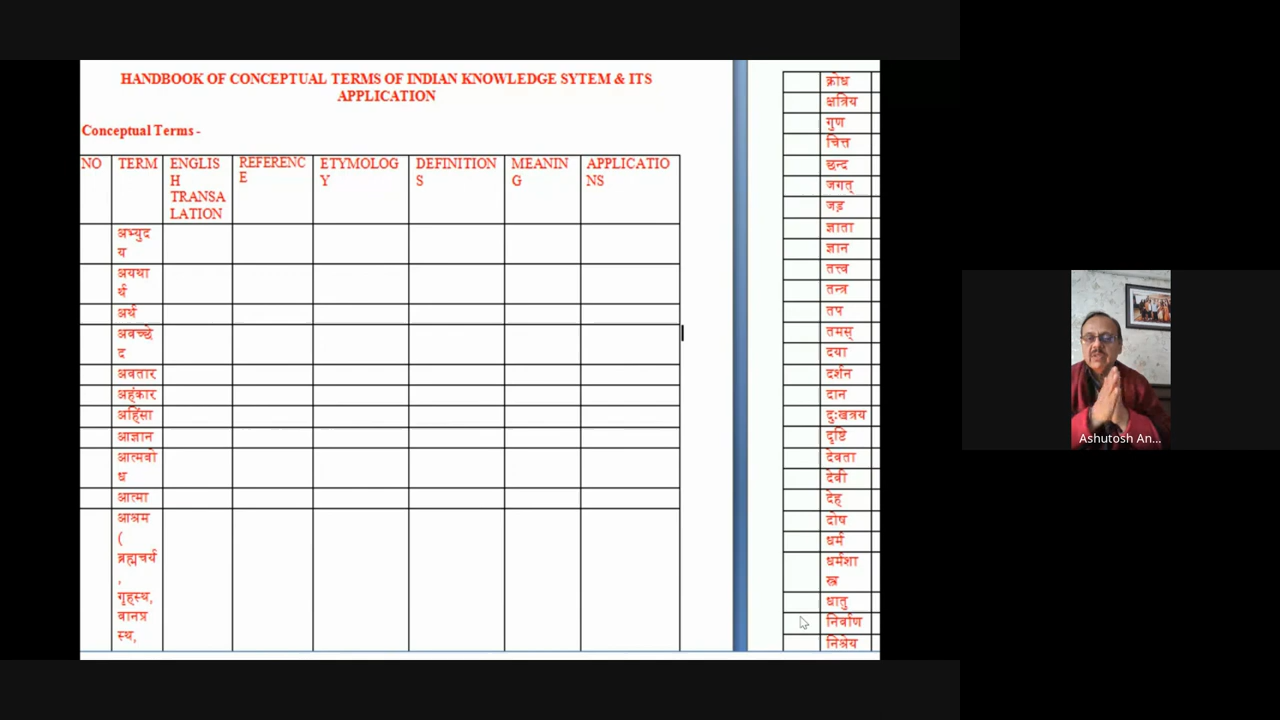 HANDBOOK OF CONCEPTUAL TERMS OF INDIAN KNOWLEDGE SYTEM & ITS
APPLICATION
Conceptual Terms -
NO TERM ENGLIS REFERENC ETYMOLOG DEFINITION MEANIN APPLICATIO
H E Y S G NS
TRANSA
LATION
अभ्युद
य
अयथा
र्थ
अर्थ
अवच्छे
द
अवतार
अहंकार
अहिंसा
आज्ञान
आत्मबो
ध
आत्मा
आश्रम
(
ब्रह्मचर्य
,
गृहस्थ,
वानप्र
स्थ,
क्रोध
क्षत्रिय
गुण
चित्त
छन्द
जगत्
जड़
ज्ञाता
ज्ञान
तत्त्व
तन्त्र
तप
तमस्
दया
दर्शन
दान
दुःखत्रय
दृष्टि
देवता
देवी
देह
दोष
धर्म
धर्मशा
स्त्र
धातु
निर्वाण
निश्रेय
Ashutosh An...